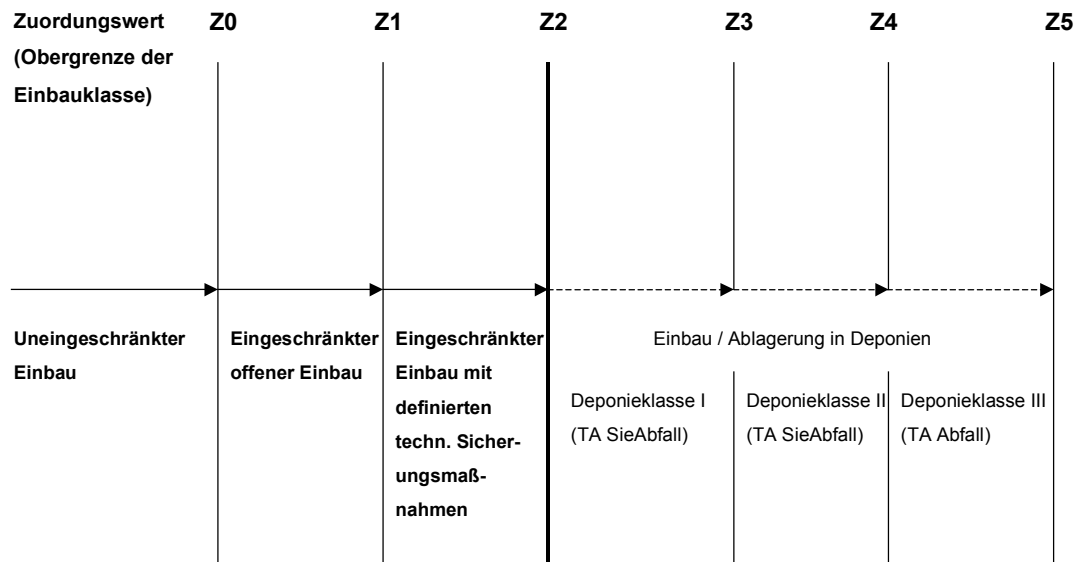 Zuordungswert
(Obergrenze der
Einbauklasse)
Z0 Z1 Z2 Z3 Z4 Z5
Uneingeschränkter
Einbau
Eingeschränkter
offener Einbau
Eingeschränkter
Einbau mit
definierten
techn. Sicher-
ungsmaß-
nahmen
Einbau / Ablagerung in Deponien
Deponieklasse I
(TA SieAbfall)
Deponieklasse II
(TA SieAbfall)
Deponieklasse III
(TA Abfall)